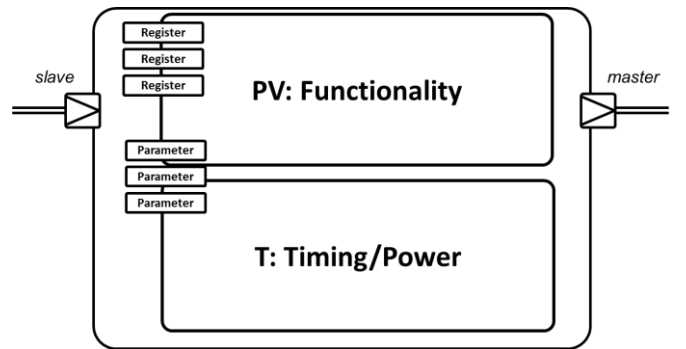 Register
Register
Register
slave
PV: Functionality
master
Parameter
Parameter
Parameter
T: Timing/Power